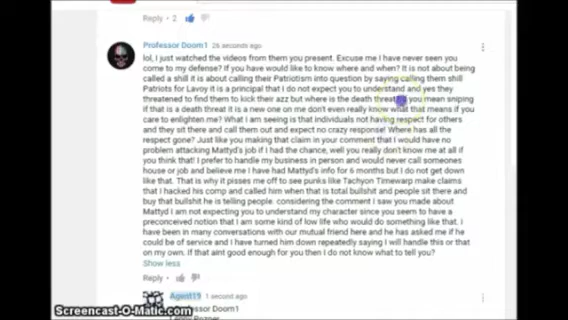 Reply · 2
Professor Doom1 26 seconds ago
lol, I just watched the videos from them you present. Excuse me I have never seen you
come to my defense? If you have would like to know where and when? It is not about being
called a shill it is about calling their Patriotism into question by saying calling them shill
Patriots for Lavoy it is a principal that I do not expect you to understand and yes they
threatened to find them to kick their azz but where is the death you mean sniping
if that is a death threat it is a new one on me don't even really know what that means if you
care to enlighten me? What I am seeing is that individuals not having respect for others
and they sit there and call them out and expect no crazy response! Where has all the
respect gone? Just like you making that claim in your comment that I would have no
problem attacking Mattyd's job if I had the chance, well you really don't know me at all if
you think that! I prefer to handle my business in person and would never call someones
house or job and believe me I have had Mattyd's info for 6 months but I do not get down
like that. That is why it pisses me off to see punks like Tachyon Timewarp make claims
that I hacked his comp and called him when that is total bullshit and people sit there and
buy that bullshit he is telling people. considering the comment I saw you made about
Mattyd I am not expecting you to understand my character since you seem to have a
preconceived notion that I am some kind of low life who would do something like that. I
have been in many conversations with our mutual friend here and he has asked me if he
could be of service and I have turned him down repeatedly saying I will handle this or that
on my own. If that aint good enough for you then I do not know what to tell you?
Show less
Reply ·
Agent19 1 second ago
Professor Doom1
Lenny Pozner
Screencast-O-Matic.com